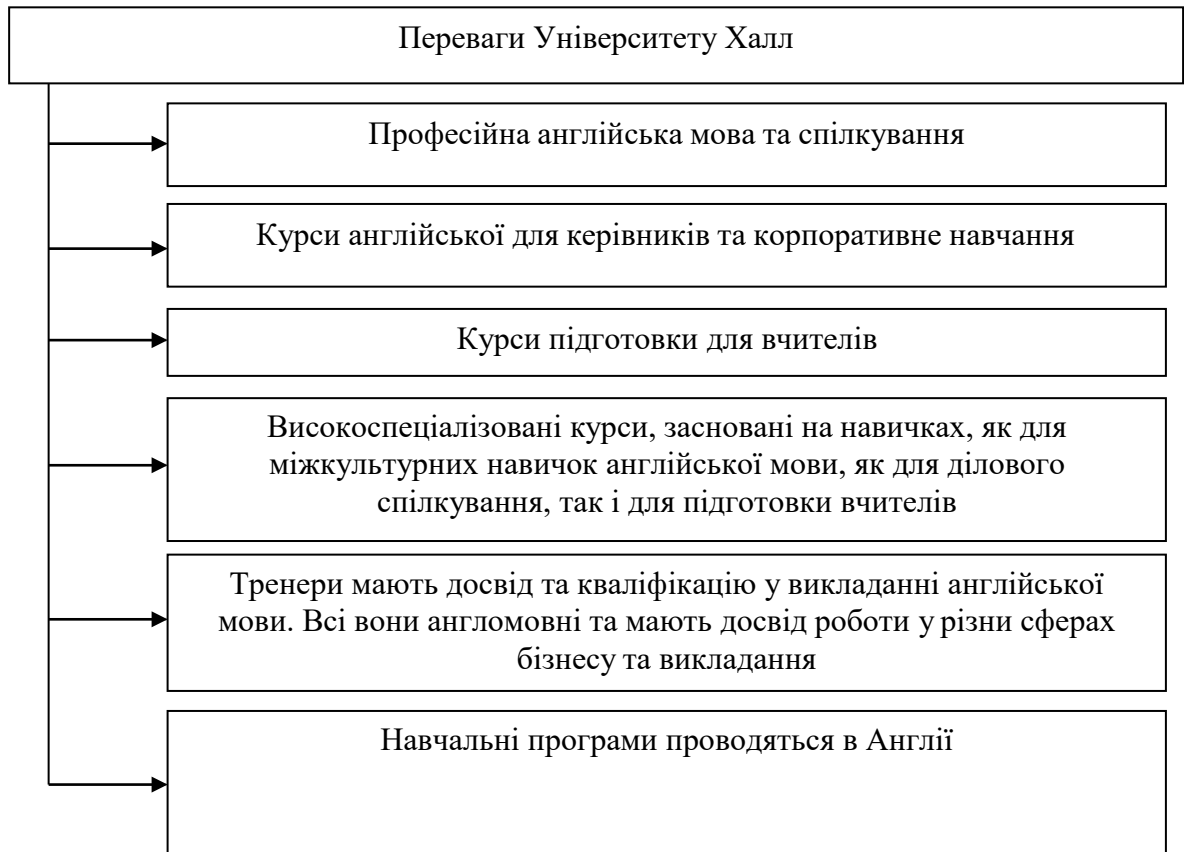 Переваги Університету Халл
Професійна англійська мова та спілкування
Курси англійської для керівників та корпоративне навчання
Курси підготовки для вчителів
Високоспеціалізовані курси, засновані на навичках, як для
міжкультурних навичок англійської мови, як для ділового
спілкування, так і для підготовки вчителів
Тренери мають досвід та кваліфікацію у викладанні англійської
мови. Всі вони англомовні та мають досвід роботи у різни сферах
бізнесу та викладання
Навчальні програми проводяться в Англії